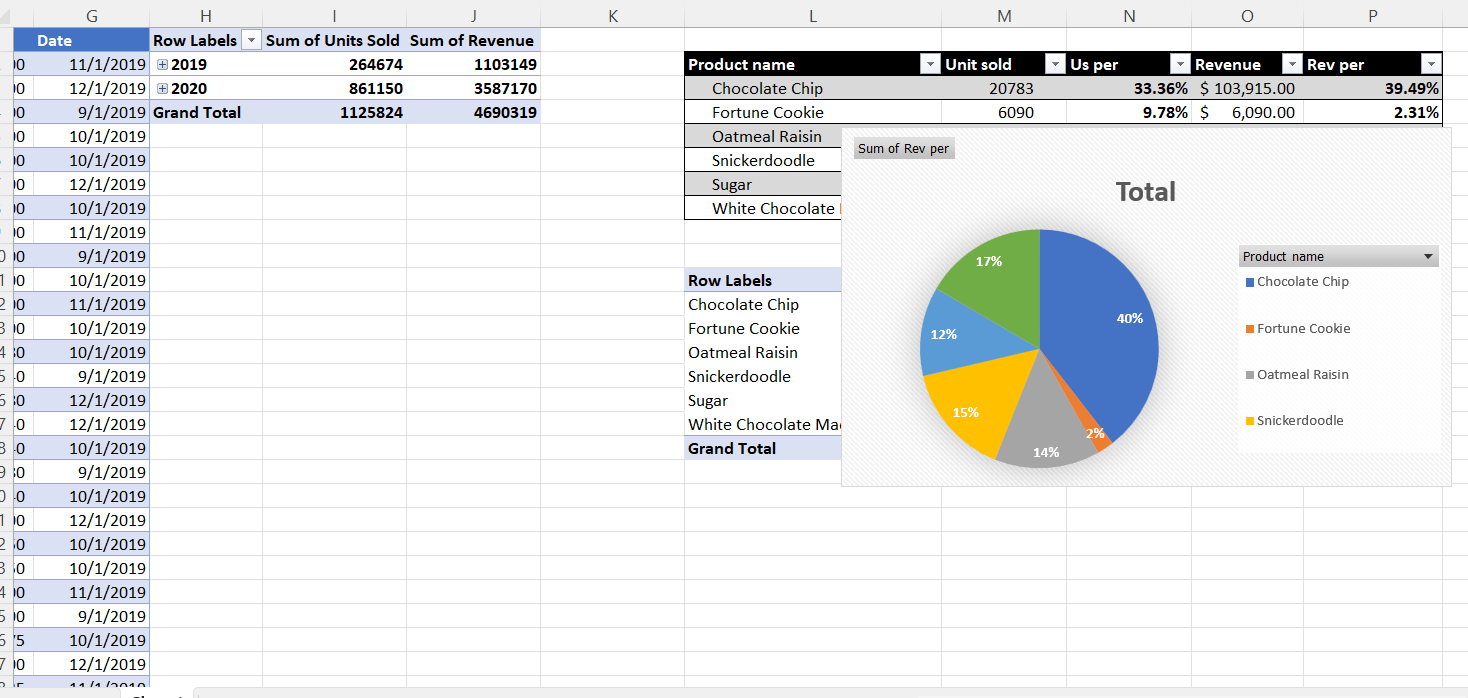 G H I J K L M N O P
Date Row Labels Sum of Units Sold Sum of Revenue
11/1/2019 2019 264674 1103149 Product name Unit sold Us per Revenue Rev per
12/1/2019 2020 861150 3587170 Chocolate Chip 20783 33.36% $ 103,915.00 39.49%
9/1/2019 Grand Total 1125824 4690319 Fortune Cookie 6090 9.78% $ 6,090.00 2.31%
10/1/2019 Oatmeal Raisin
Sum of Rev per
10/1/2019 Snickerdoodle
12/1/2019 Sugar
Total
10/1/2019 White Chocolate
11/1/2019
9/1/2019
Product name
17%
10/1/2019 Row Labels
Chocolate Chip
11/1/2019 Chocolate Chip
40%
10/1/2019 Fortune Cookie
Fortune Cookie
12%
10/1/2019 Oatmeal Raisin
9/1/2019 Snickerdoodle
Oatmeal Raisin
12/1/2019 Sugar
15%
12/1/2019 White Chocolate Mac
Snickerdoodle
2%
10/1/2019 Grand Total
14%
9/1/2019
10/1/2019
12/1/2019
10/1/2019
10/1/2019
11/1/2019
9/1/2019
10/1/2019
12/1/2019